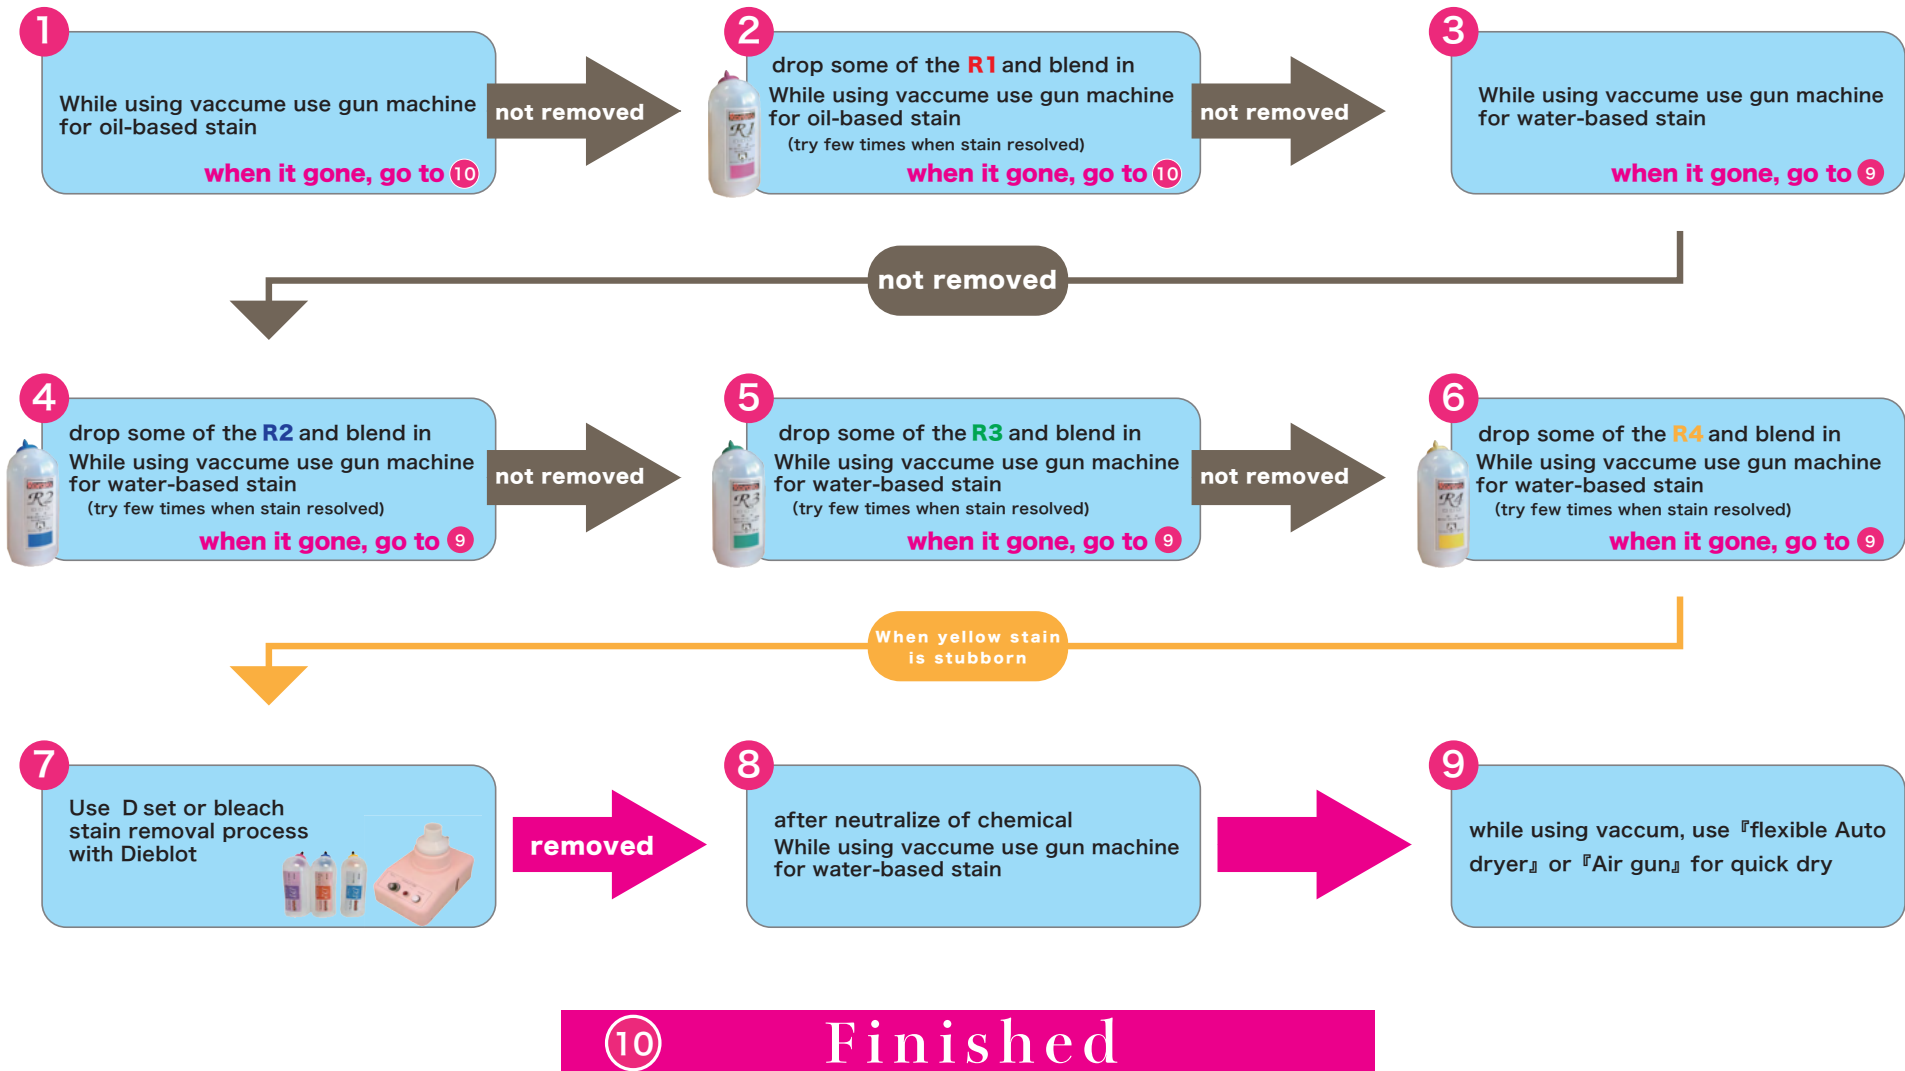 1
While using vaccume use gun machine
for oil-based stain
when it gone, go to 10
not removed
2
drop some of the R1 and blend in
While using vaccume use gun machine
for oil-based stain
(try few times when stain resolved)
when it gone, go to 10
R1
not removed
3
While using vaccume use gun machine
for water-based stain
when it gone, go to 9
not removed
4
drop some of the R2 and blend in
While using vaccume use gun machine
for water-based stain
(try few times when stain resolved)
when it gone, go to 9
R2
not removed
5
drop some of the R3 and blend in
While using vaccume use gun machine
for water-based stain
(try few times when stain resolved)
when it gone, go to 9
R3
not removed
6
drop some of the R4 and blend in
While using vaccume use gun machine
for water-based stain
(try few times when stain resolved)
when it gone, go to 9
R4
When yellow stain
is stubborn
7
Use D set or bleach
stain removal process
with Dieblot
removed
8
after neutralize of chemical
While using vaccume use gun machine
for water-based stain
9
while using vaccum, use『flexible Auto
dryer』or『Air gun』for quick dry
10 Finished